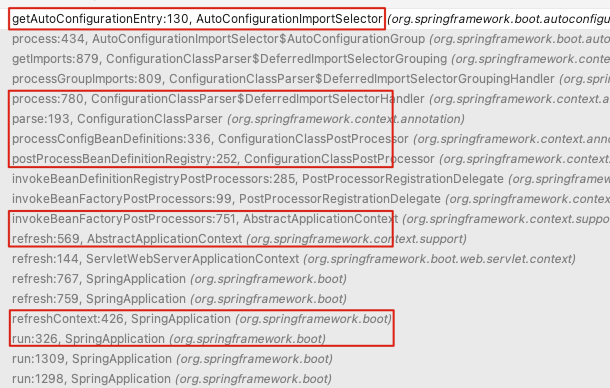 getAutoConfigurationEntry:130, AutoConfigurationImportSelector (org.springframework.boot.autoconfig
process:434, AutoConfigurationImportSelector$AutoConfigurationGroup (org.springframework.boot.auto
getImports:879, ConfigurationClassParser$DeferredImportSelectorGrouping (org.springframework.conte
processGroupImports:809, ConfigurationClassParser$DeferredImportSelectorGroupingHandler (org.spri
process:780, ConfigurationClassParser$DeferredImportSelectorHandler (org.springframework.context.a
parse:193, ConfigurationClassParser (org.springframework.context.annotation)
processConfigBeanDefinitions:336, ConfigurationClassPostProcessor (org.springframework.context.anno
postProcessBeanDefinitionRegistry:252, ConfigurationClassPostProcessor (org.springframework.context
invokeBeanDefinitionRegistryPostProcessors:285, PostProcessorRegistrationDelegate (org.springframew
invokeBeanFactoryPostProcessors:99, PostProcessorRegistrationDelegate (org.springframework.context
invokeBeanFactoryPostProcessors:751, AbstractApplicationContext (org.springframework.context.suppo
refresh:569, AbstractApplicationContext (org.springframework.context.support)
refresh:144, ServletWebServerApplicationContext (org.springframework.boot.web.servlet.context)
refresh:767, SpringApplication (org.springframework.boot)
refresh:759, SpringApplication (org.springframework.boot)
refreshContext:426, SpringApplication (org.springframework.boot)
run:326, SpringApplication (org.springframework.boot)
run:1309, SpringApplication (org.springframework.boot)
run:1298, SpringApplication (org.springframework.boot)